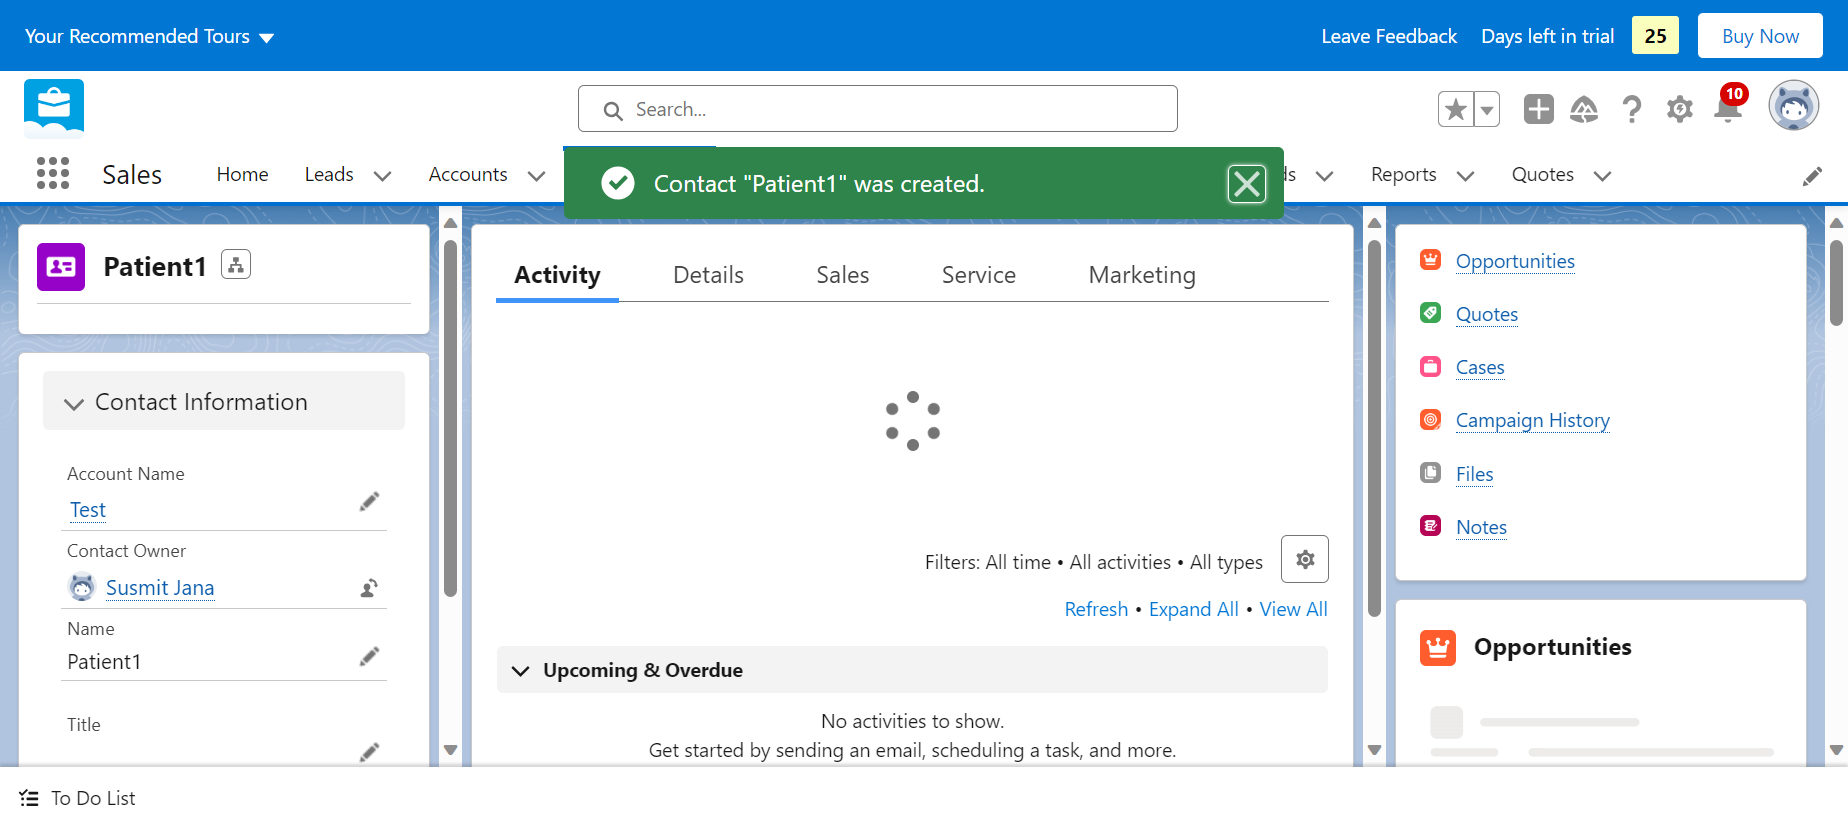 Your Recommended Tours
Leave Feedback
Days left in trial
25
Buy Now
Search...
10
Sales
Home
Leads
Accounts
Reports
Quotes
Contact "Patient1" was created.
Patient1
Contact Information
Account Name
Test
Contact Owner
Susmit Jana
Name
Patient1
Title
Activity
Details
Sales
Service
Marketing
Filters: All time • All activities • All types
Refresh • Expand All • View All
Upcoming & Overdue
No activities to show.
Get started by sending an email, scheduling a task, and more.
Opportunities
Quotes
Cases
Campaign History
Files
Notes
Opportunities
To Do List